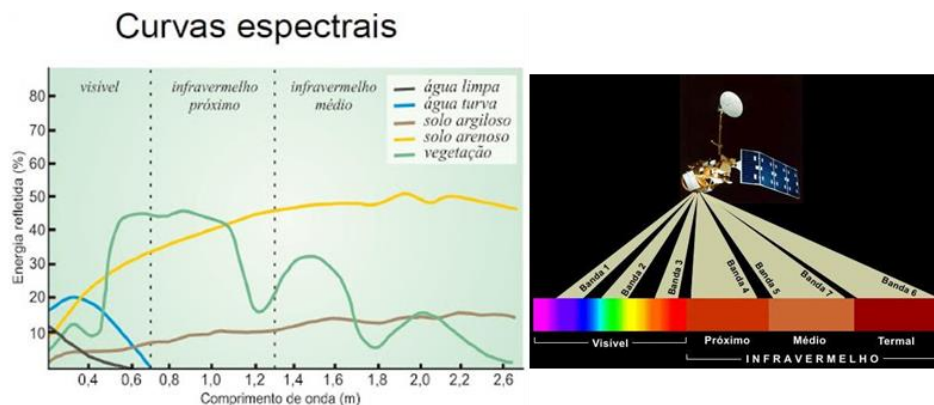 Curvas espectrais
visível
infravermelho
próximo
infravermelho
médio
água limpa
água turva
solo argiloso
solo arenoso
vegetação
Energia refletida (%)
80
70
60
50
40
30
20
10
0,4
0,6
0,8
1,0
1,2
1,3
1,6
1,8
2,0
2,2
2,4
2,6
Comprimento de onda (m)
Banda 1
Banda 2
Banda 3
Banda 4
Banda 5
Banda 7
Banda 6
Visível
Próximo
Médio
Termal
INFRAVERMELHO